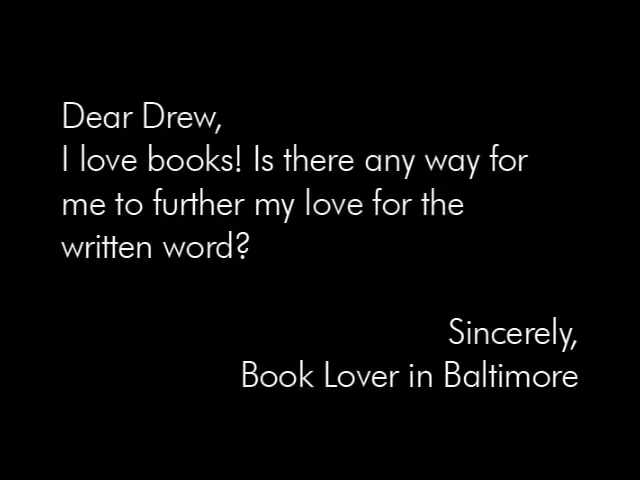 Dear Drew,
I love books! Is there any way for
me to further my love for the
written word?
Sincerely,
Book Lover in Baltimore